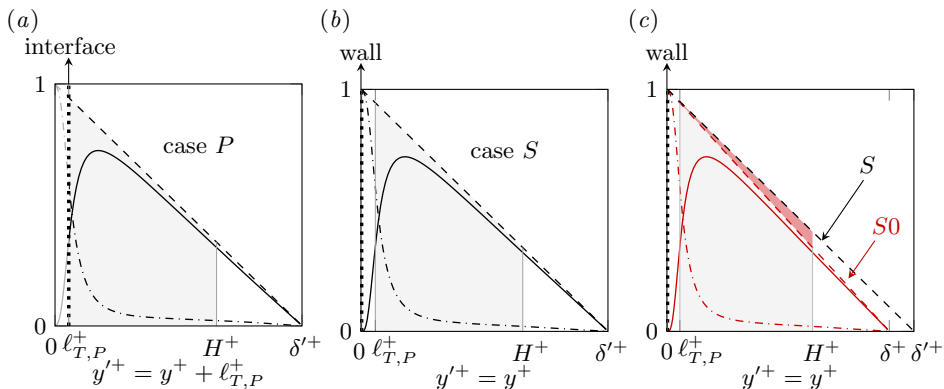 (a)
interface
1
case P
0
0 ℓ⁺_{T,P} H⁺ δ′⁺
y′⁺ = y⁺ + ℓ⁺_{T,P}
(b)
wall
1
case S
0
0 ℓ⁺_{T,P} H⁺ δ′⁺
y′⁺ = y⁺
(c)
wall
1
S
S0
0
0 ℓ⁺_{T,P} H⁺ δ⁺ δ′⁺
y′⁺ = y⁺